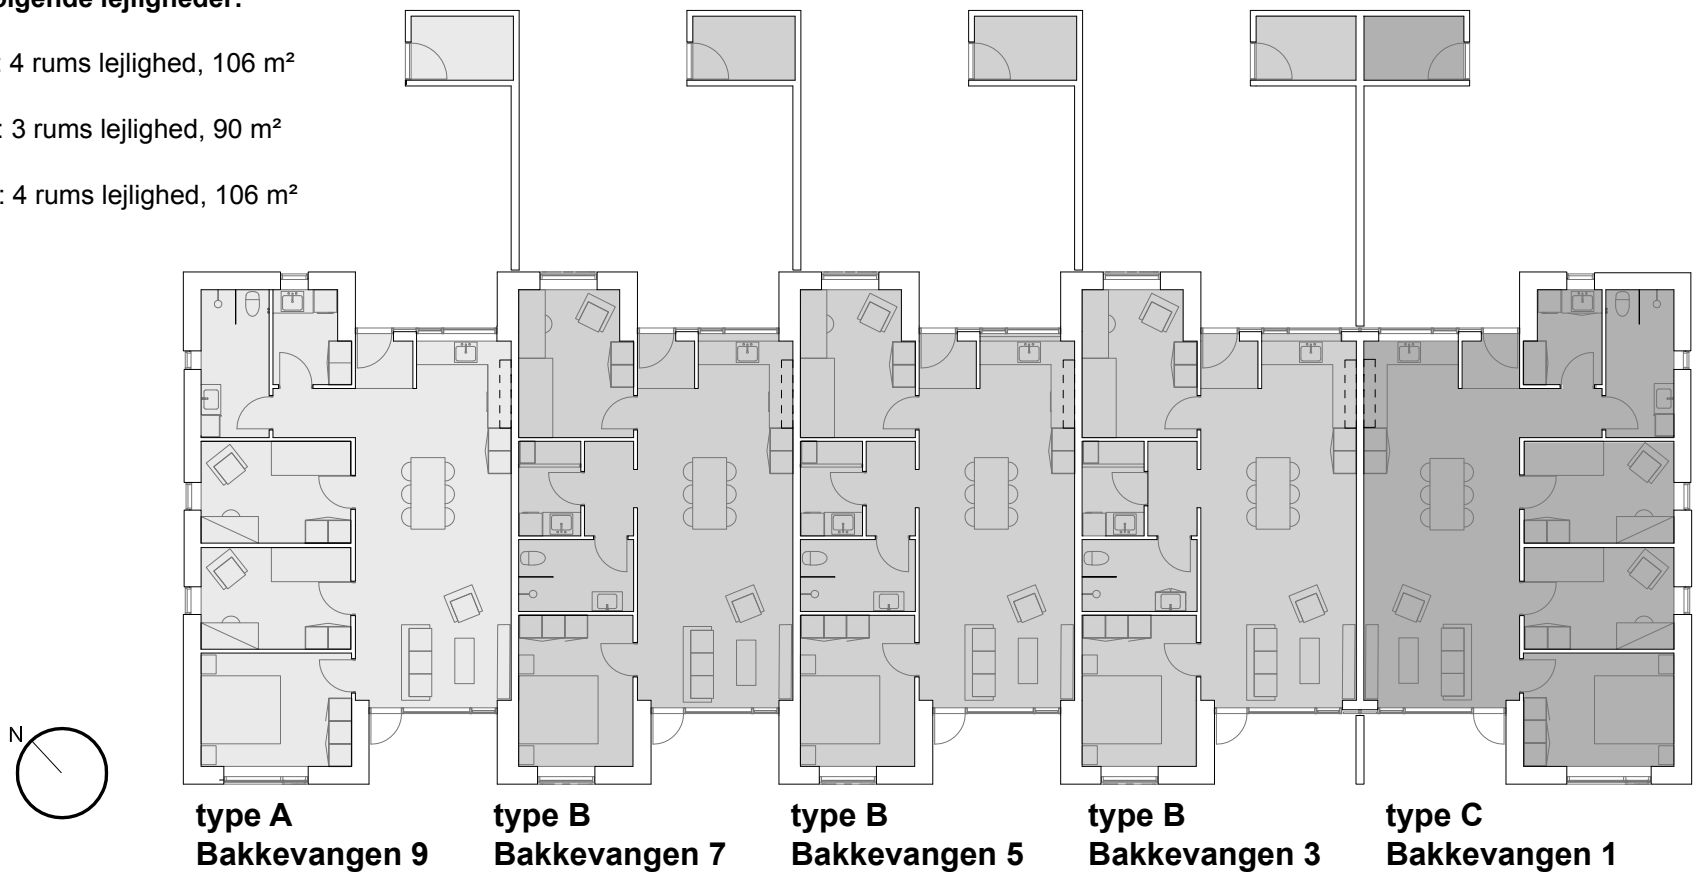 lejligheder:
4 rums lejlighed, 106 m²
: 3 rums lejlighed, 90 m²
: 4 rums lejlighed, 106 m²
N
type A
Bakkevangen 9
type B
Bakkevangen 7
type B
Bakkevangen 5
type B
Bakkevangen 3
type C
Bakkevangen 1